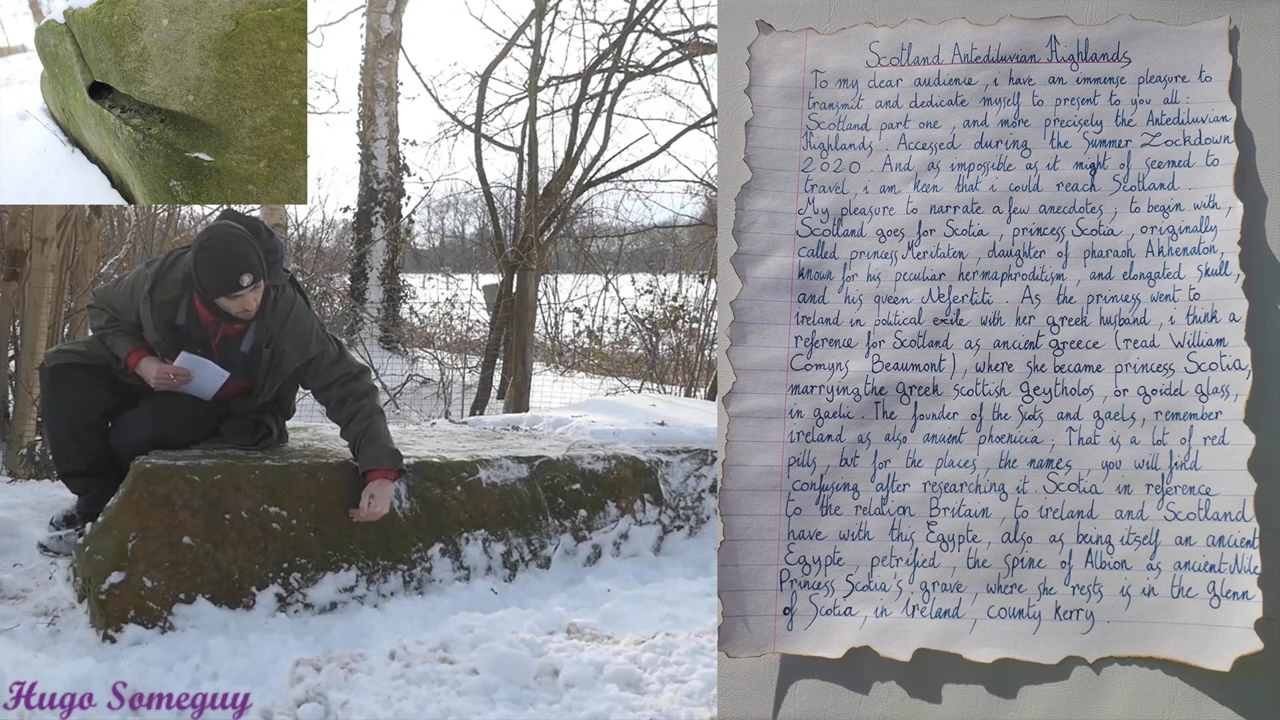 Scotland Antediluvian Highlands
To my dear audience, i have an immense pleasure to
transmit and dedicate myself to present to you all :
Scotland part one, and more precisely the Antediluvian
Highlands. Accessed during the Summer Lockdown
2020. And as impossible as it might of seemed to
travel, i am keen that i could reach Scotland.
My pleasure to narrate a few anecdotes ; to begin with,
Scotland goes for Scotia, princess Scotia, originally
called princess Meritaten, daughter of pharaoh Akhenaton,
known for his peculiar hermaphroditism, and elongated skull,
and his queen Nefertiti. As the princess went to
ireland in political exile with her greek husband, i think a
reference for Scotland as ancient greece (read William
Comyns Beaumont), where she became princess Scotia,
marrying the greek scottish geytholos, or goidel glass,
in gaelic. The founder of the Scots and gaels, remember
ireland as also ancient phoenicia ; That is a lot of red
pills, but for the places, the names, you will find
confusing after researching it. Scotia in reference
to the relation Britain, to ireland and Scotland
have with this Egypte, also as being itself an ancient
Egypte, petrified, the spine of Albion as ancient Nile
Princess Scotia's grave, where she rests is in the Glenn
of Scotia, in Ireland, county kerry.
Hugo Someguy